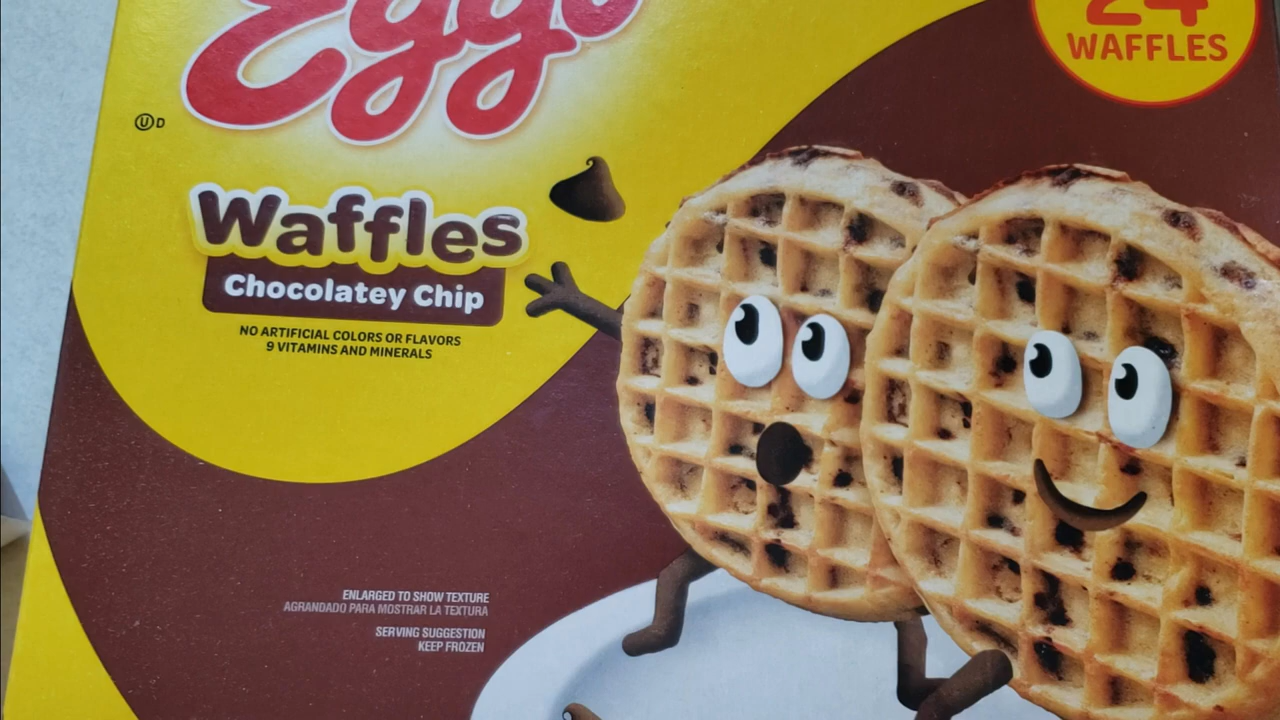 Eggo
24
WAFFLES
U D
Waffles
Chocolatey Chip
NO ARTIFICIAL COLORS OR FLAVORS
9 VITAMINS AND MINERALS
ENLARGED TO SHOW TEXTURE
AGRANDADO PARA MOSTRAR LA TEXTURA
SERVING SUGGESTION
KEEP FROZEN